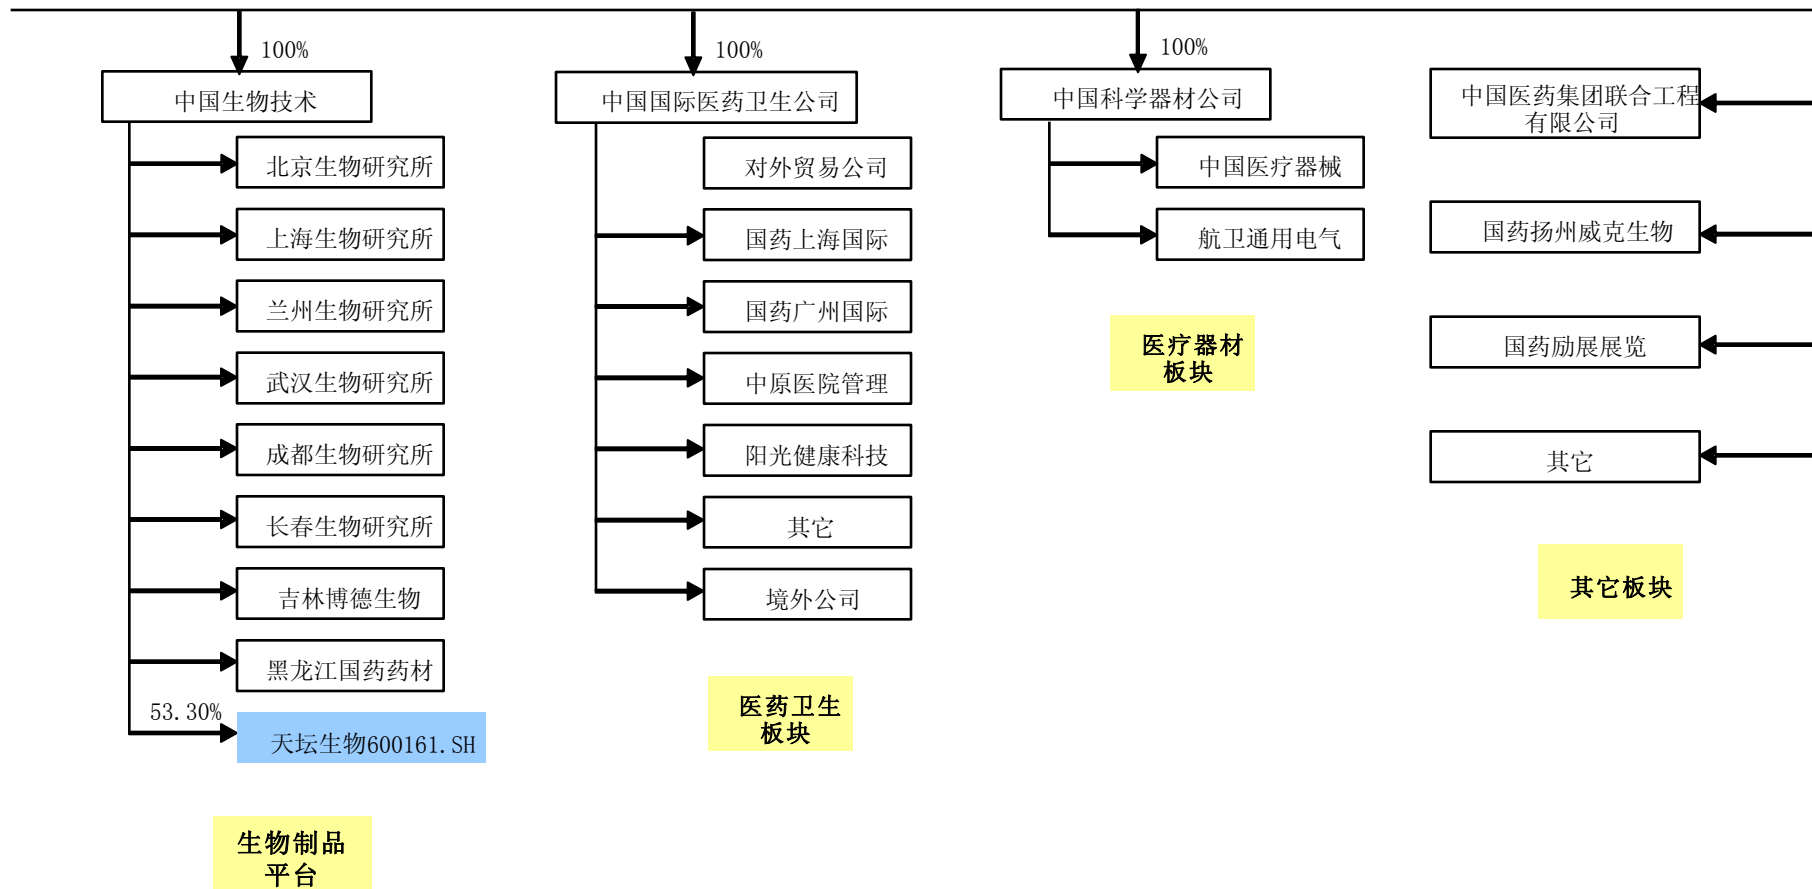 100%
中国生物技术
北京生物研究所
上海生物研究所
兰州生物研究所
武汉生物研究所
成都生物研究所
长春生物研究所
吉林博德生物
黑龙江国药药材
53.30%
天坛生物600161.SH
生物制品
平台
100%
中国国际医药卫生公司
对外贸易公司
国药上海国际
国药广州国际
中原医院管理
阳光健康科技
其它
境外公司
医药卫生
板块
100%
中国科学器材公司
中国医疗器械
航卫通用电气
医疗器材
板块
中国医药集团联合工程
有限公司
国药扬州威克生物
国药励展展览
其它
其它板块